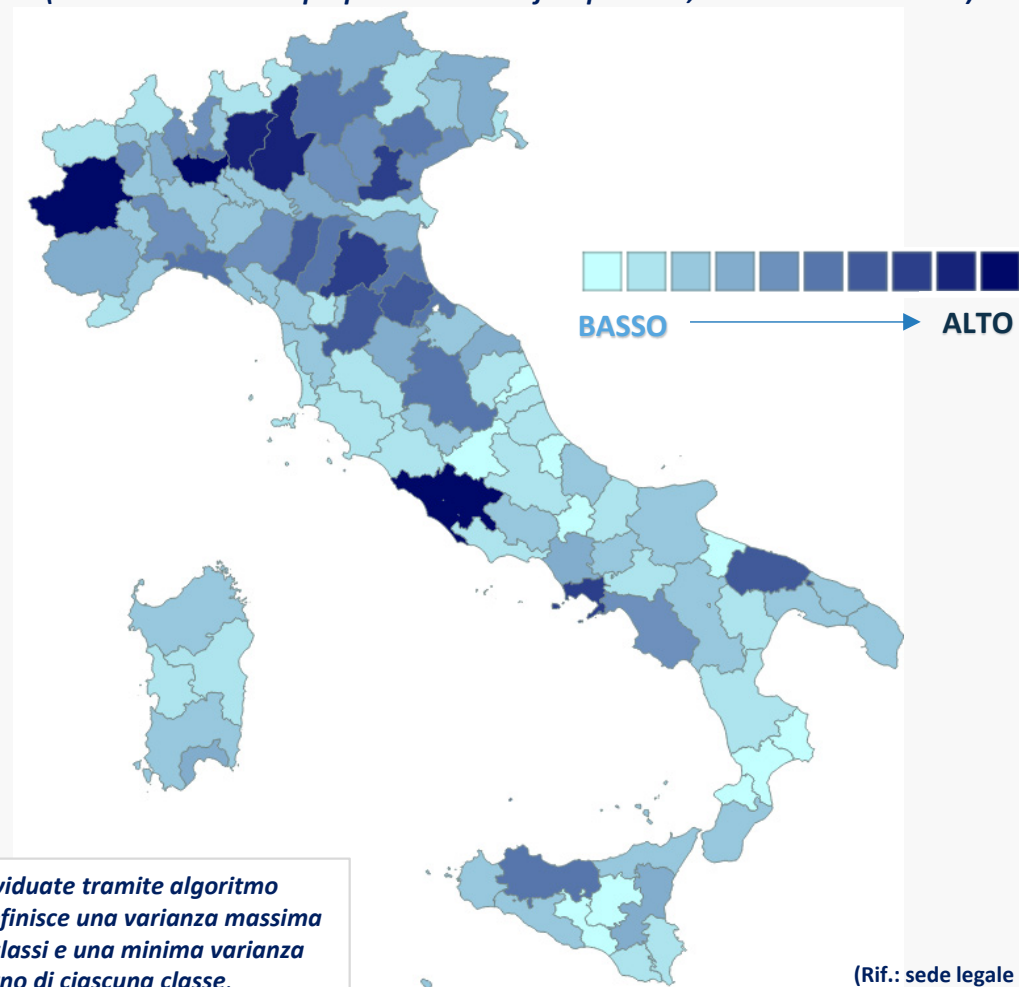 BASSO
ALTO
viduate tramite algoritmo
finisce una varianza massima
lassi e una minima varianza
no di ciascuna classe.
(Rif.: sede legale